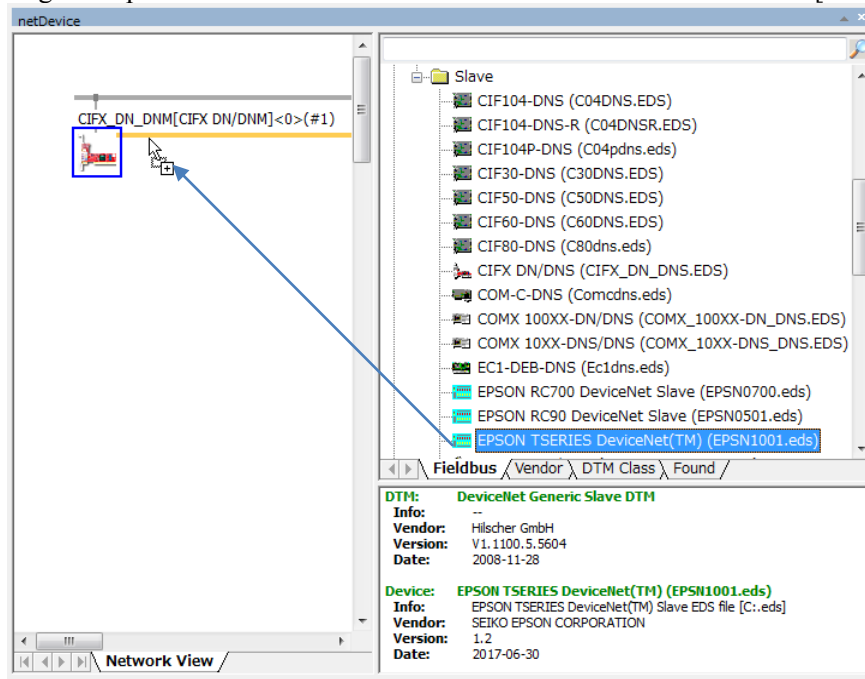 netDevice
CIFX_DN_DNM[CIFX DN/DNM]<0>(#1)
Network View
Slave
CIF104-DNS (C04DNS.EDS)
CIF104-DNS-R (C04DNSR.EDS)
CIF104P-DNS (C04pdns.eds)
CIF30-DNS (C30DNS.EDS)
CIF50-DNS (C50DNS.EDS)
CIF60-DNS (C60DNS.EDS)
CIF80-DNS (C80dns.eds)
CIFX DN/DNS (CIFX_DN_DNS.EDS)
COM-C-DNS (Comcdns.eds)
COMX 100XX-DN/DNS (COMX_100XX-DN_DNS.EDS)
COMX 10XX-DNS/DNS (COMX_10XX-DNS_DNS.EDS)
EC1-DEB-DNS (Ec1dns.eds)
EPSON RC700 DeviceNet Slave (EPSN0700.eds)
EPSON RC90 DeviceNet Slave (EPSN0501.eds)
EPSON TSERIES DeviceNet(TM) (EPSN1001.eds)
Fieldbus Vendor DTM Class Found
DTM: DeviceNet Generic Slave DTM
Info: --
Vendor: Hilscher GmbH
Version: V1.1100.5.5604
Date: 2008-11-28
Device: EPSON TSERIES DeviceNet(TM) (EPSN1001.eds)
Info: EPSON TSERIES DeviceNet(TM) Slave EDS file [C:.eds]
Vendor: SEIKO EPSON CORPORATION
Version: 1.2
Date: 2017-06-30